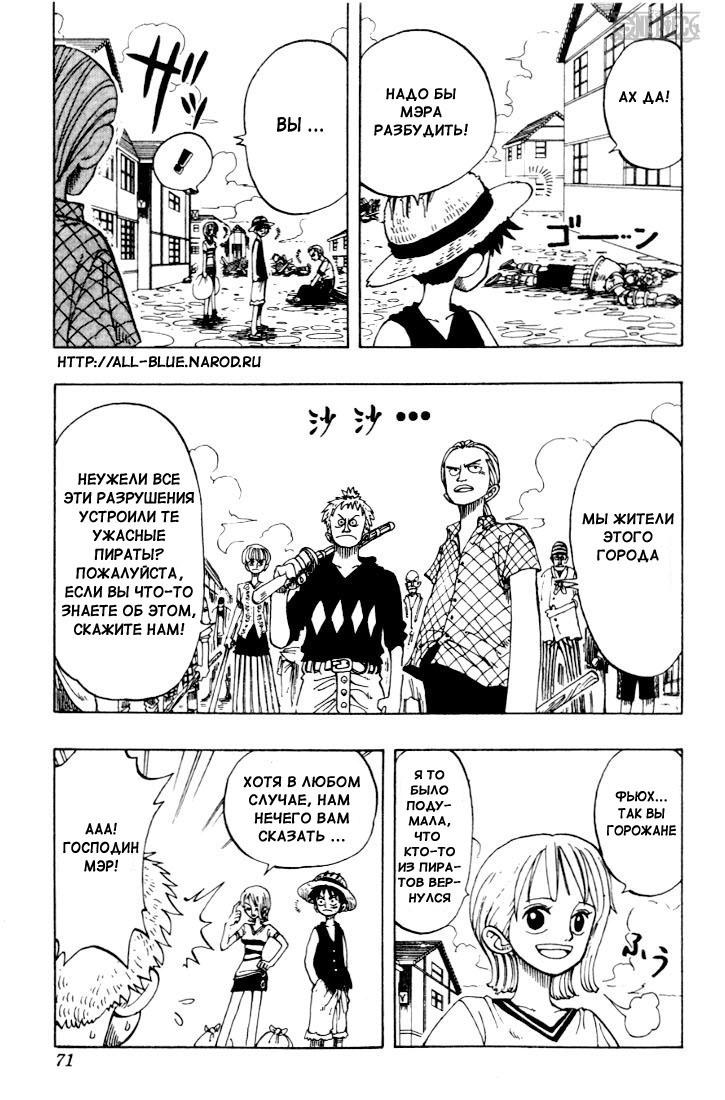 АХ ДА!
НАДО БЫ
МЭРА
РАЗБУДИТЬ!
ゴーー…ン
ВЫ ...
!
HTTP://ALL-BLUE.NAROD.RU
沙沙…
МЫ ЖИТЕЛИ
ЭТОГО
ГОРОДА
НЕУЖЕЛИ ВСЕ
ЭТИ РАЗРУШЕНИЯ
УСТРОИЛИ ТЕ
УЖАСНЫЕ
ПИРАТЫ?
ПОЖАЛУЙСТА,
ЕСЛИ ВЫ ЧТО-ТО
ЗНАЕТЕ ОБ ЭТОМ,
СКАЖИТЕ НАМ!
ФЬЮХ...
ТАК ВЫ
ГОРОЖАНЕ
Я ТО
БЫЛО
ПОДУ-
МАЛА,
ЧТО
КТО-ТО
ИЗ ПИРА-
ТОВ ВЕР-
НУЛСЯ
ふぅ
ХОТЯ В ЛЮБОМ
СЛУЧАЕ, НАМ
НЕЧЕГО ВАМ
СКАЗАТЬ ...
ААА!
ГОСПОДИН
МЭР!
71